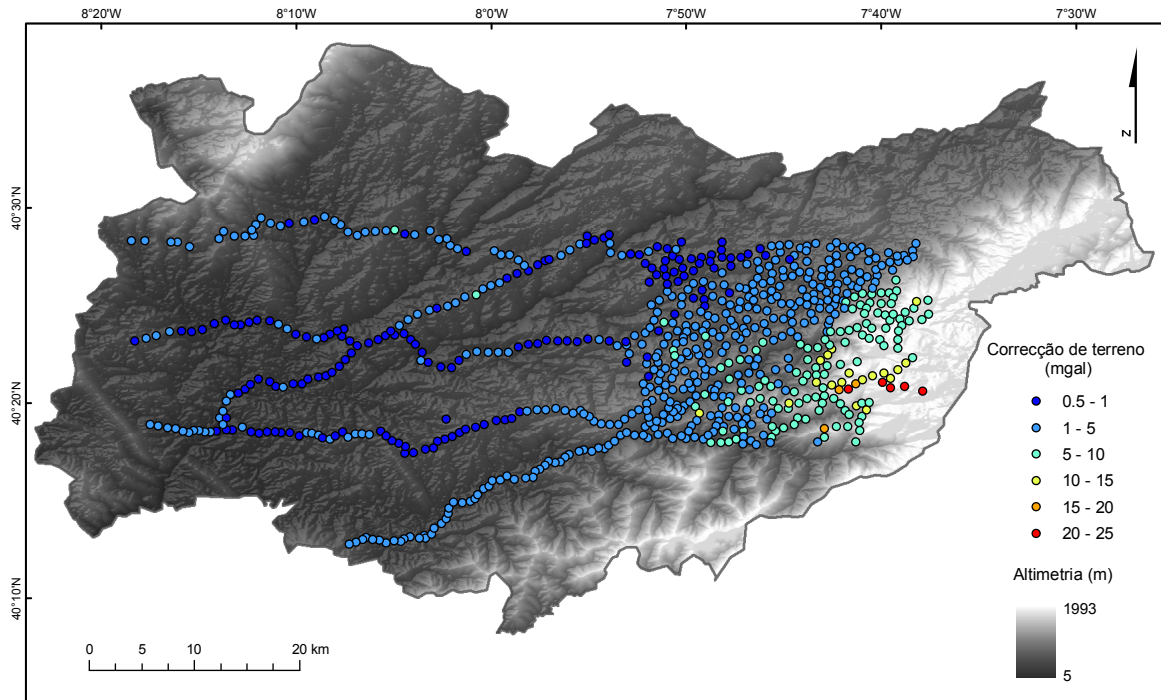 8°20'W
8°10'W
8°0'W
7°50'W
7°40'W
7°30'W
40°30'N
40°20'N
40°10'N
N
Correcção de terreno
(mgal)
0.5 - 1
1 - 5
5 - 10
10 - 15
15 - 20
20 - 25
Altimetria (m)
1993
5
0 5 10 20 km